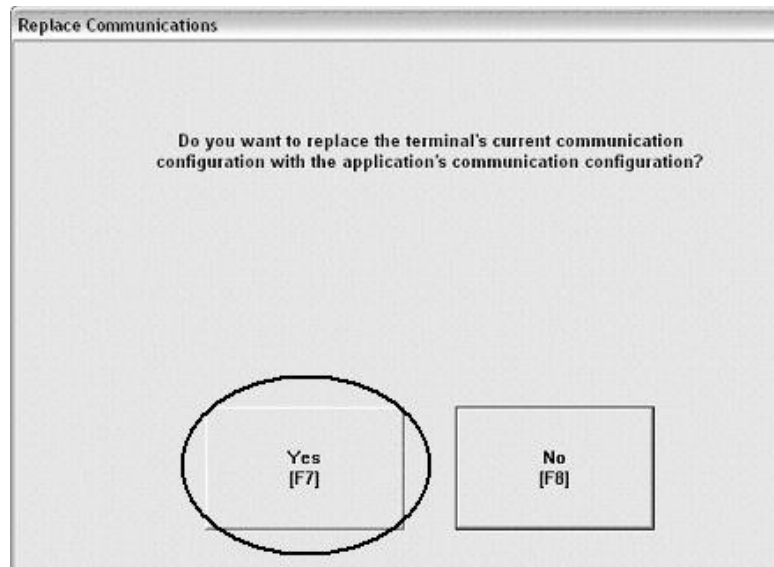 Replace Communications
Do you want to replace the terminal's current communication
configuration with the application's communication configuration?
Yes
[F7]
No
[F8]